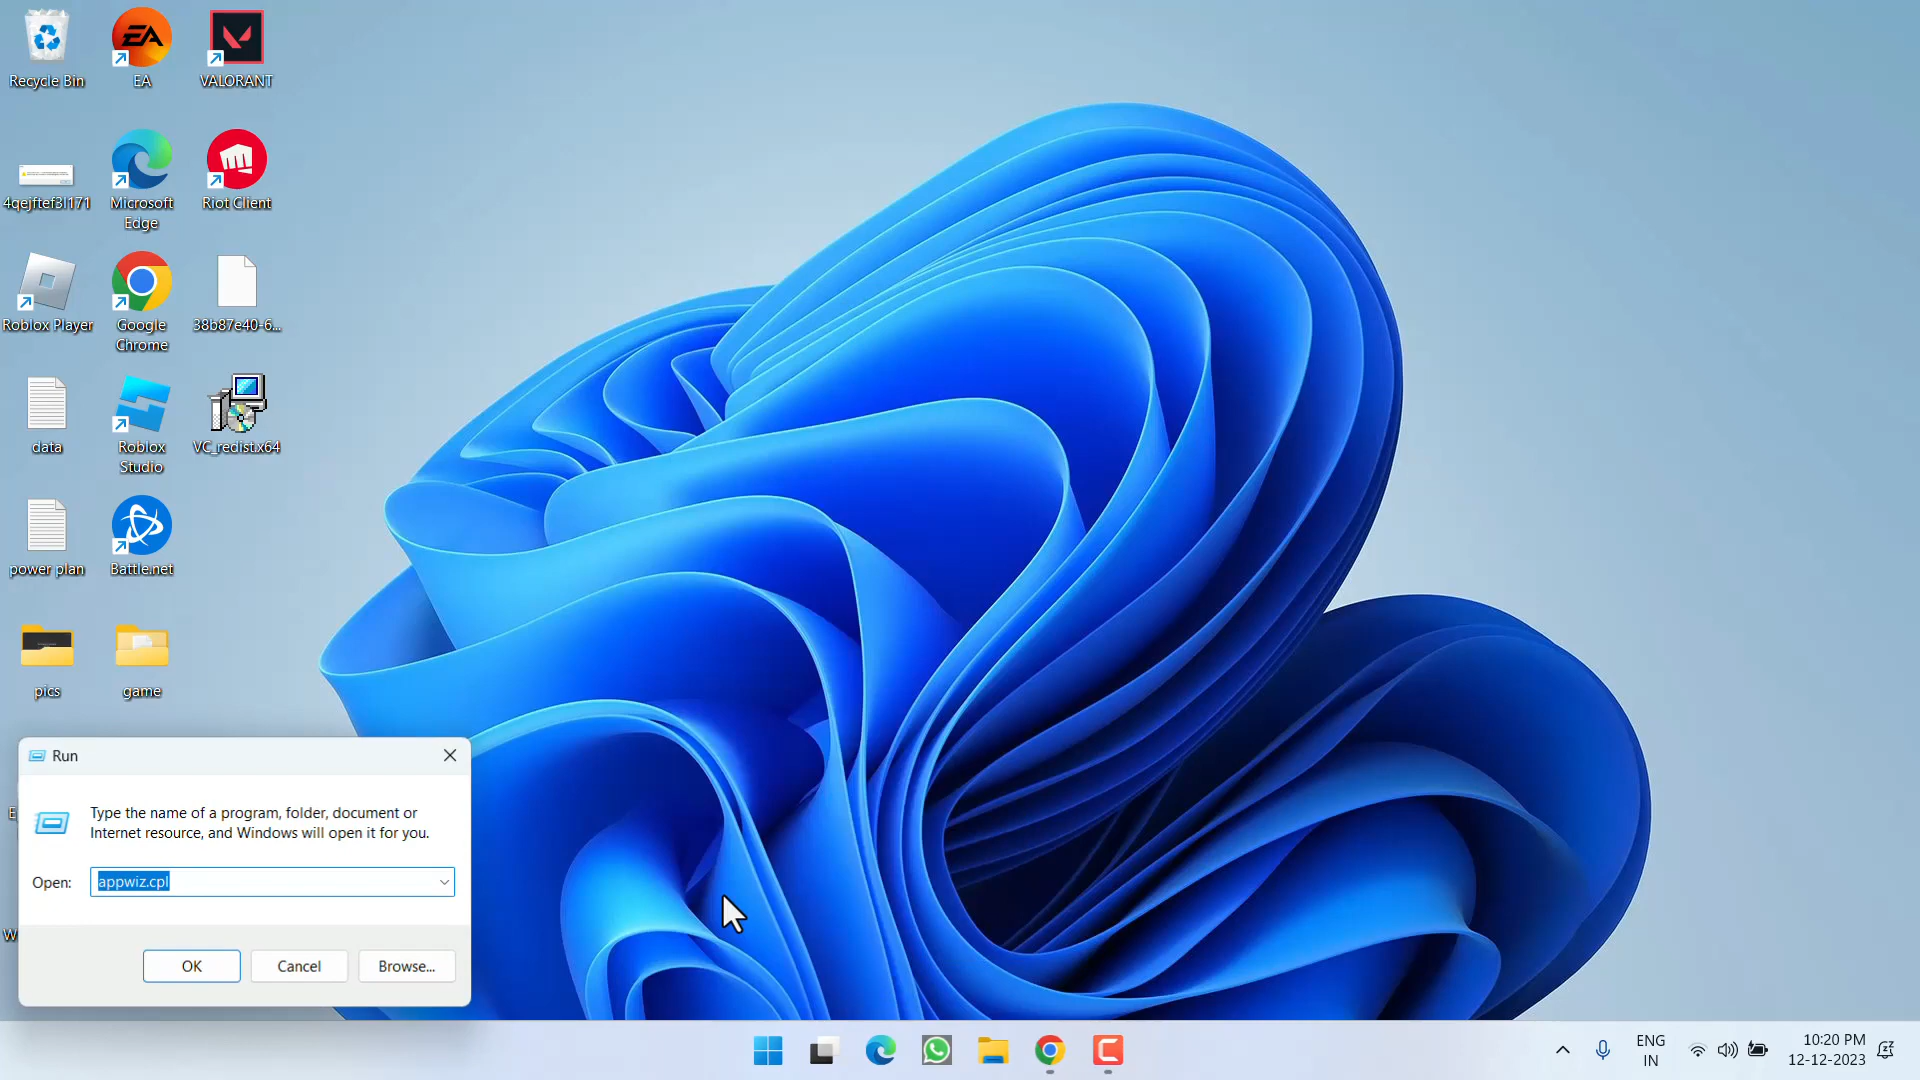 Recycle Bin
EA
VALORANT
4qejftef3l171
Microsoft
Edge
Riot Client
Roblox Player
Google
Chrome
38b87e40-6...
data
Roblox
Studio
VC_redist.x64
power plan
Battle.net
pics
game
Run
Type the name of a program, folder, document or
Internet resource, and Windows will open it for you.
Open:
appwiz.cpl
OK
Cancel
Browse...
ENG
IN
10:20 PM
12-12-2023